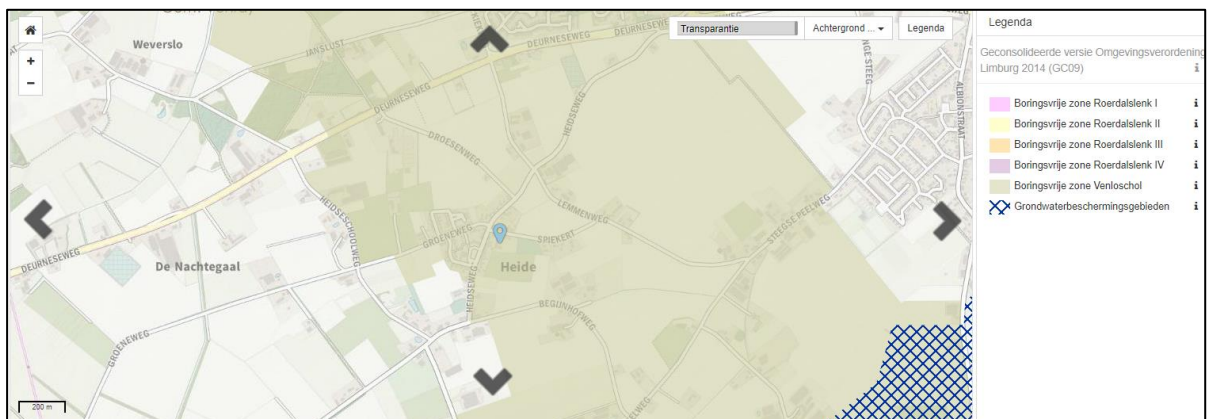 Weverslo
JANSLUST
DEURNESEWEG
DEURNESEWEG
Transparantie
Achtergrond ...
Legenda
+
-
DROESENWEG
HEIDSEWEG
ALBIONSTRAAT
HEIDSESCHOOLWEG
LEMMENWEG
GROENEWEG
SPIEKERT
STEEGSE PEELWEG
DEURNESEWEG
De Nachtegaal
Heide
HEIDSEWEG
BEGIJNHOFWEG
GROENEWEG
200 m
Legenda
Geconsolideerde versie Omgevingsverordening
Limburg 2014 (GC09)
Boringsvrije zone Roerdalslenk I
Boringsvrije zone Roerdalslenk II
Boringsvrije zone Roerdalslenk III
Boringsvrije zone Roerdalslenk IV
Boringsvrije zone Venloschol
Grondwaterbeschermingsgebieden